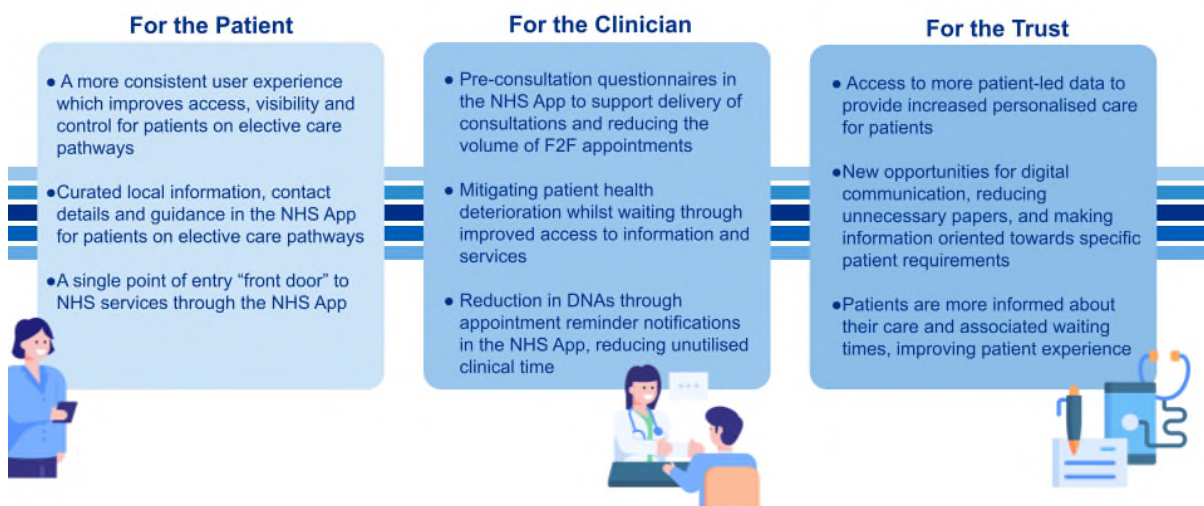 For the Patient
● A more consistent user experience
which improves access, visibility and
control for patients on elective care
pathways
●Curated local information, contact
details and guidance in the NHS App
for patients on elective care pathways
●A single point of entry “front door” to
NHS services through the NHS App
For the Clinician
● Pre-consultation questionnaires in
the NHS App to support delivery of
consultations and reducing the
volume of F2F appointments
● Mitigating patient health
deterioration whilst waiting through
improved access to information and
services
● Reduction in DNAs through
appointment reminder notifications
in the NHS App, reducing unutilised
clinical time
For the Trust
● Access to more patient-led data to
provide increased personalised care
for patients
●New opportunities for digital
communication, reducing
unnecessary papers, and making
information oriented towards specific
patient requirements
●Patients are more informed about
their care and associated waiting
times, improving patient experience